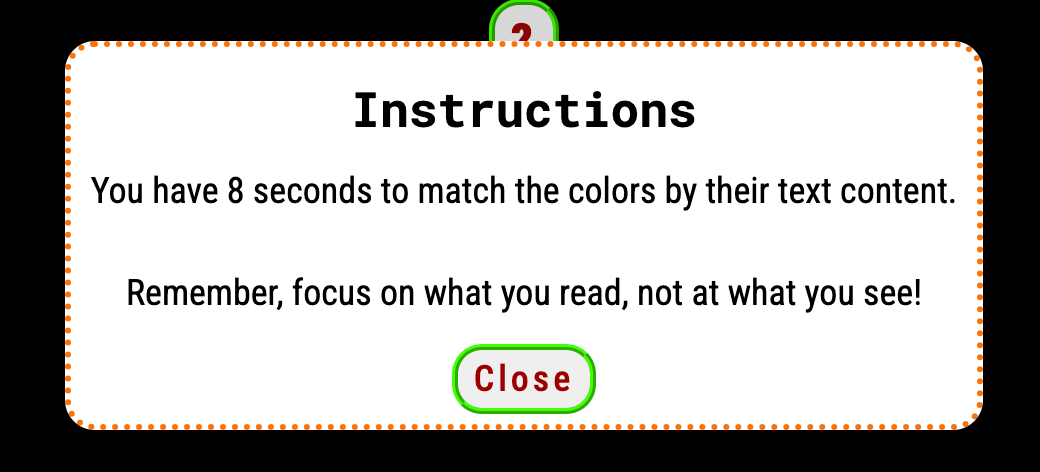 ?
Instructions
You have 8 seconds to match the colors by their text content.
Remember, focus on what you read, not at what you see!
Close